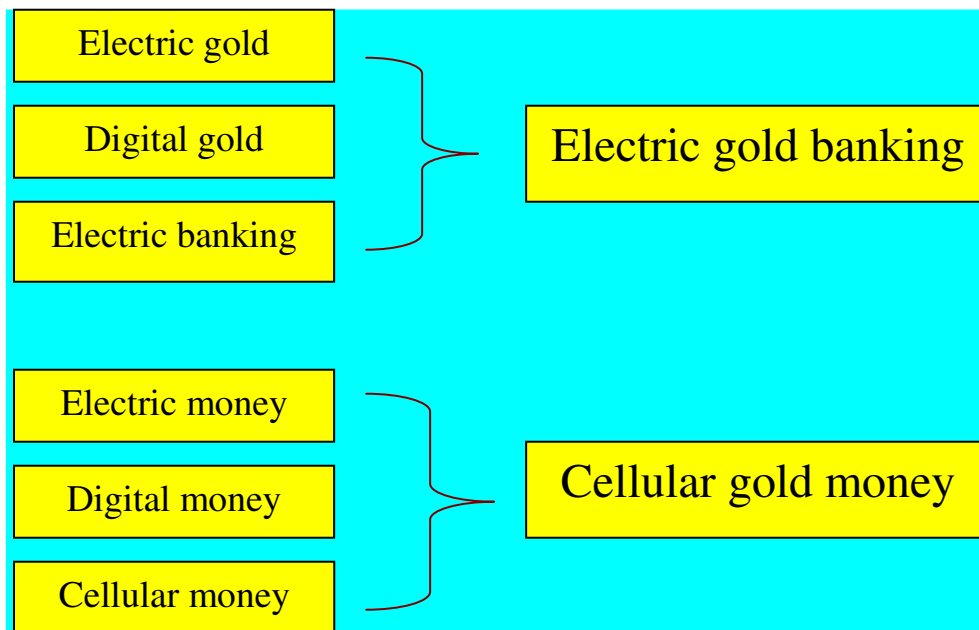 Electric gold
Digital gold
Electric banking
Electric gold banking
Electric money
Digital money
Cellular money
Cellular gold money